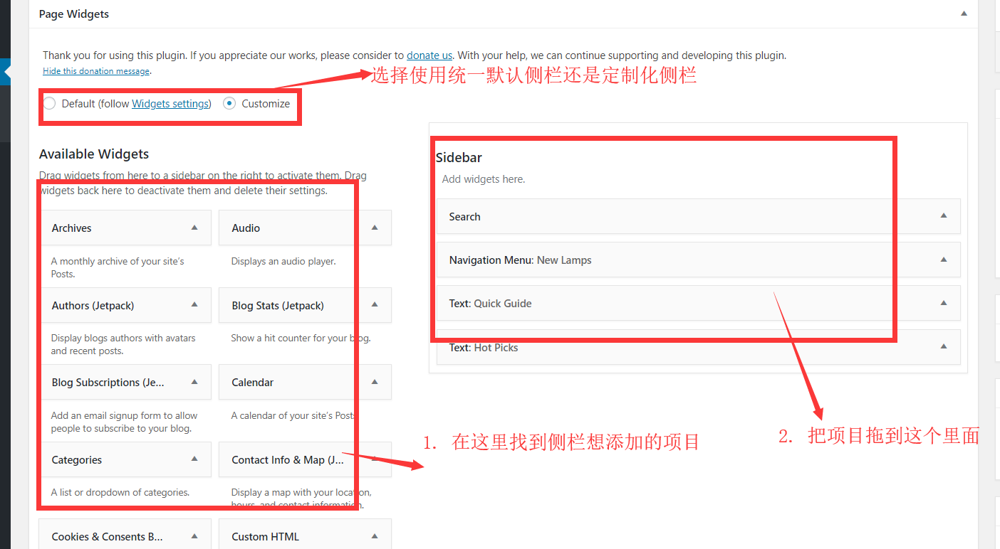 Page Widgets
Thank you for using this plugin. If you appreciate our works, please consider to donate us. With your help, we can continue supporting and developing this plugin.
Hide this donation message.
选择使用统一默认侧栏还是定制化侧栏
Default (follow Widgets settings) Customize
Available Widgets
Drag widgets from here to a sidebar on the right to activate them. Drag
widgets back here to deactivate them and delete their settings.
Archives
A monthly archive of your site’s
Posts.
Audio
Displays an audio player.
Authors (Jetpack)
Display blogs authors with avatars
and recent posts.
Blog Stats (Jetpack)
Show a hit counter for your blog.
Blog Subscriptions (Je...
Add an email signup form to allow
people to subscribe to your blog.
Calendar
A calendar of your site’s Posts
Categories
A list or dropdown of categories.
Contact Info & Map (J...
Display a map with your location,
hours, and contact information.
Cookies & Consents B...
Custom HTML
Sidebar
Add widgets here.
Search
Navigation Menu: New Lamps
Text: Quick Guide
Text: Hot Picks
1. 在这里找到侧栏想添加的项目
2. 把项目拖到这个里面